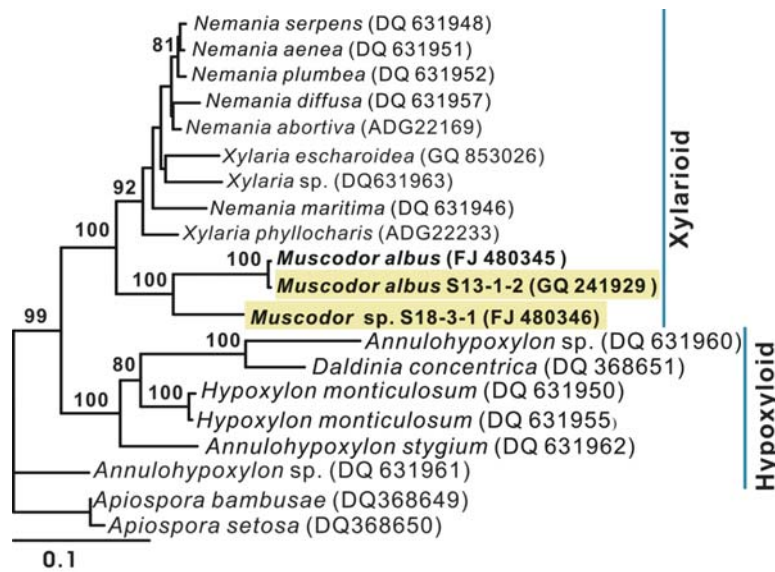 Nemania serpens (DQ 631948)
81
Nemania aenea (DQ 631951)
Nemania plumbea (DQ 631952)
Nemania diffusa (DQ 631957)
Nemania abortiva (ADG22169)
Xylaria escharoidea (GQ 853026)
Xylaria sp. (DQ631963)
92
Nemania maritima (DQ 631946)
100
Xylaria phyllocharis (ADG22233)
Xylarioid
100
Muscodor albus (FJ 480345)
100
Muscodor albus S13-1-2 (GQ 241929)
Muscodor sp. S18-3-1 (FJ 480346)
99
100
Annulohypoxylon sp. (DQ 631960)
80
Daldinia concentrica (DQ 368651)
100
Hypoxylon monticulosum (DQ 631950)
100
Hypoxylon monticulosum (DQ 631955)
Annulohypoxylon stygium (DQ 631962)
Hypoxyloid
Annulohypoxylon sp. (DQ 631961)
Apiospora bambusae (DQ368649)
Apiospora setosa (DQ368650)
0.1